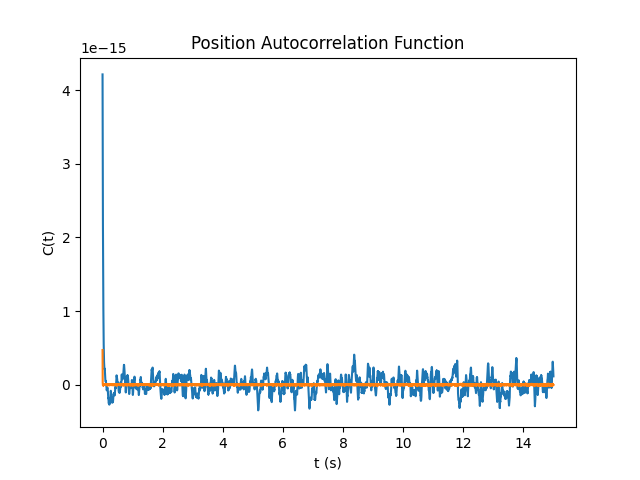 Position Autocorrelation Function
1e−15
4
3
2
1
0
C(t)
0 2 4 6 8 10 12 14
t (s)